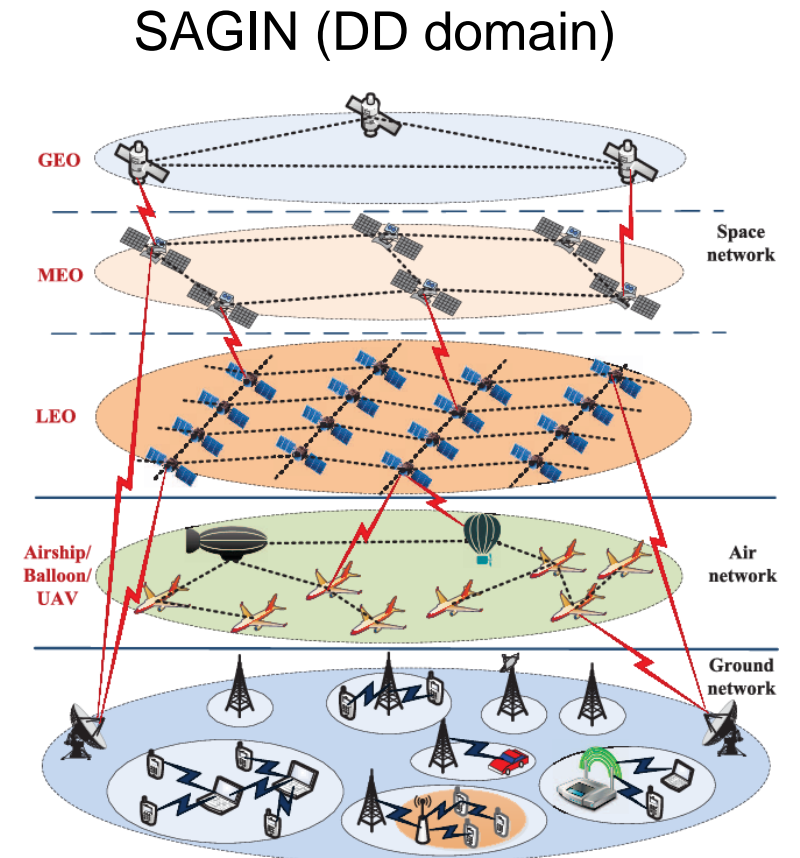 SAGIN (DD domain)
GEO
Space
network
MEO
LEO
Airship/
Balloon/
UAV
Air
network
Ground
network